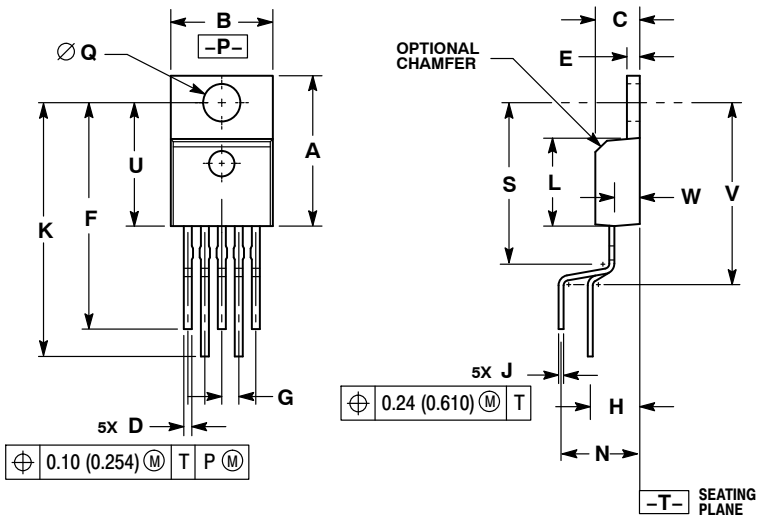 B
–P–
Ø Q
U
F
K
A
G
5X D
⌖ 0.10 (0.254) Ⓜ T P Ⓜ
C
E
OPTIONAL
CHAMFER
S
L
W
V
5X J
⌖ 0.24 (0.610) Ⓜ T
H
N
–T–
SEATING
PLANE